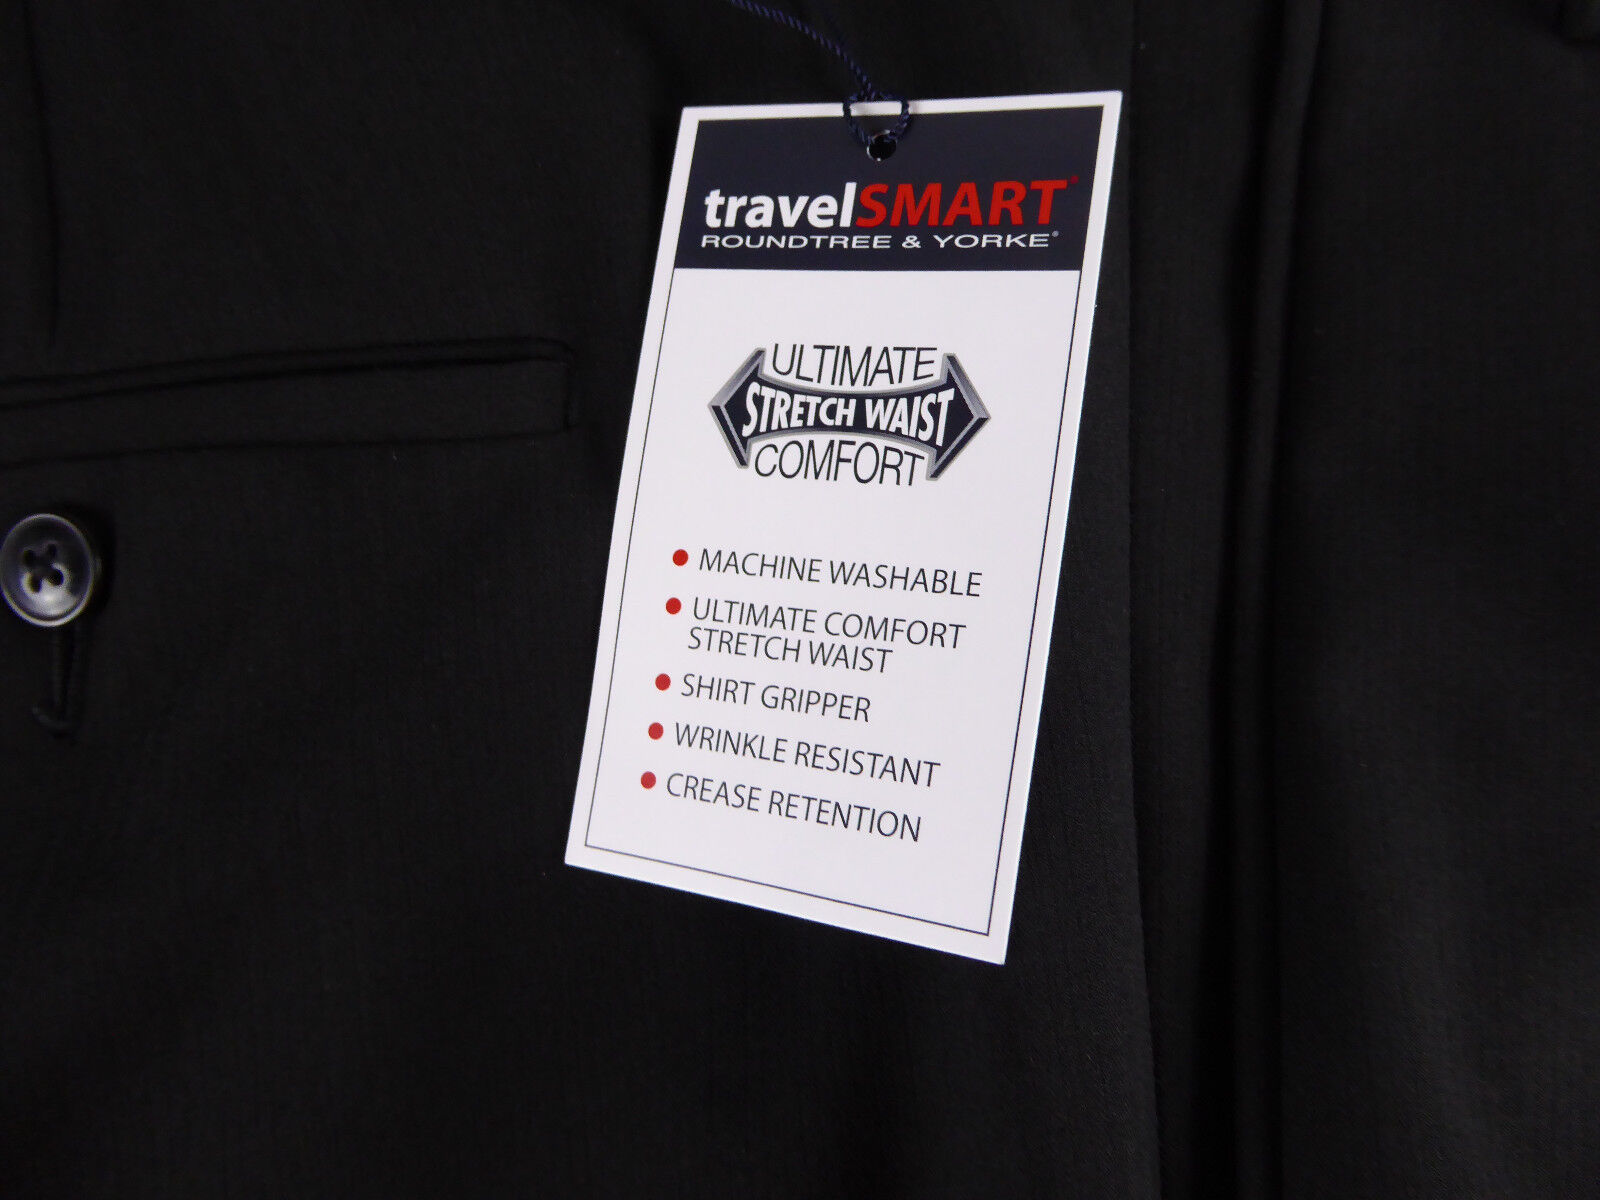 travelSMART®
ROUNDTREE & YORKE®
ULTIMATE
STRETCH WAIST
COMFORT
• MACHINE WASHABLE
• ULTIMATE COMFORT
STRETCH WAIST
• SHIRT GRIPPER
• WRINKLE RESISTANT
• CREASE RETENTION